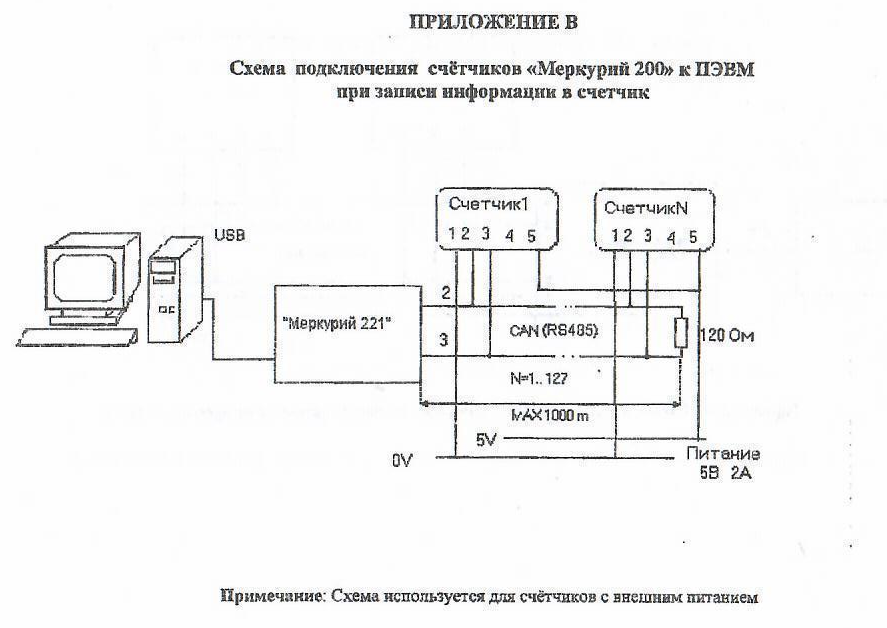 ПРИЛОЖЕНИЕ В
Схема подключения счётчиков «Меркурий 200» к ПЭВМ
при записи информации в счетчик
Счетчик1
СчетчикN
1 2 3 4 5
1 2 3 4 5
USB
2
"Меркурий 221"
3
CAN (RS485)
120 Ом
N=1.. 127
MAX1000 m
5V
0V
Питание
5В 2А
Примечание: Схема используется для счётчиков с внешним питанием